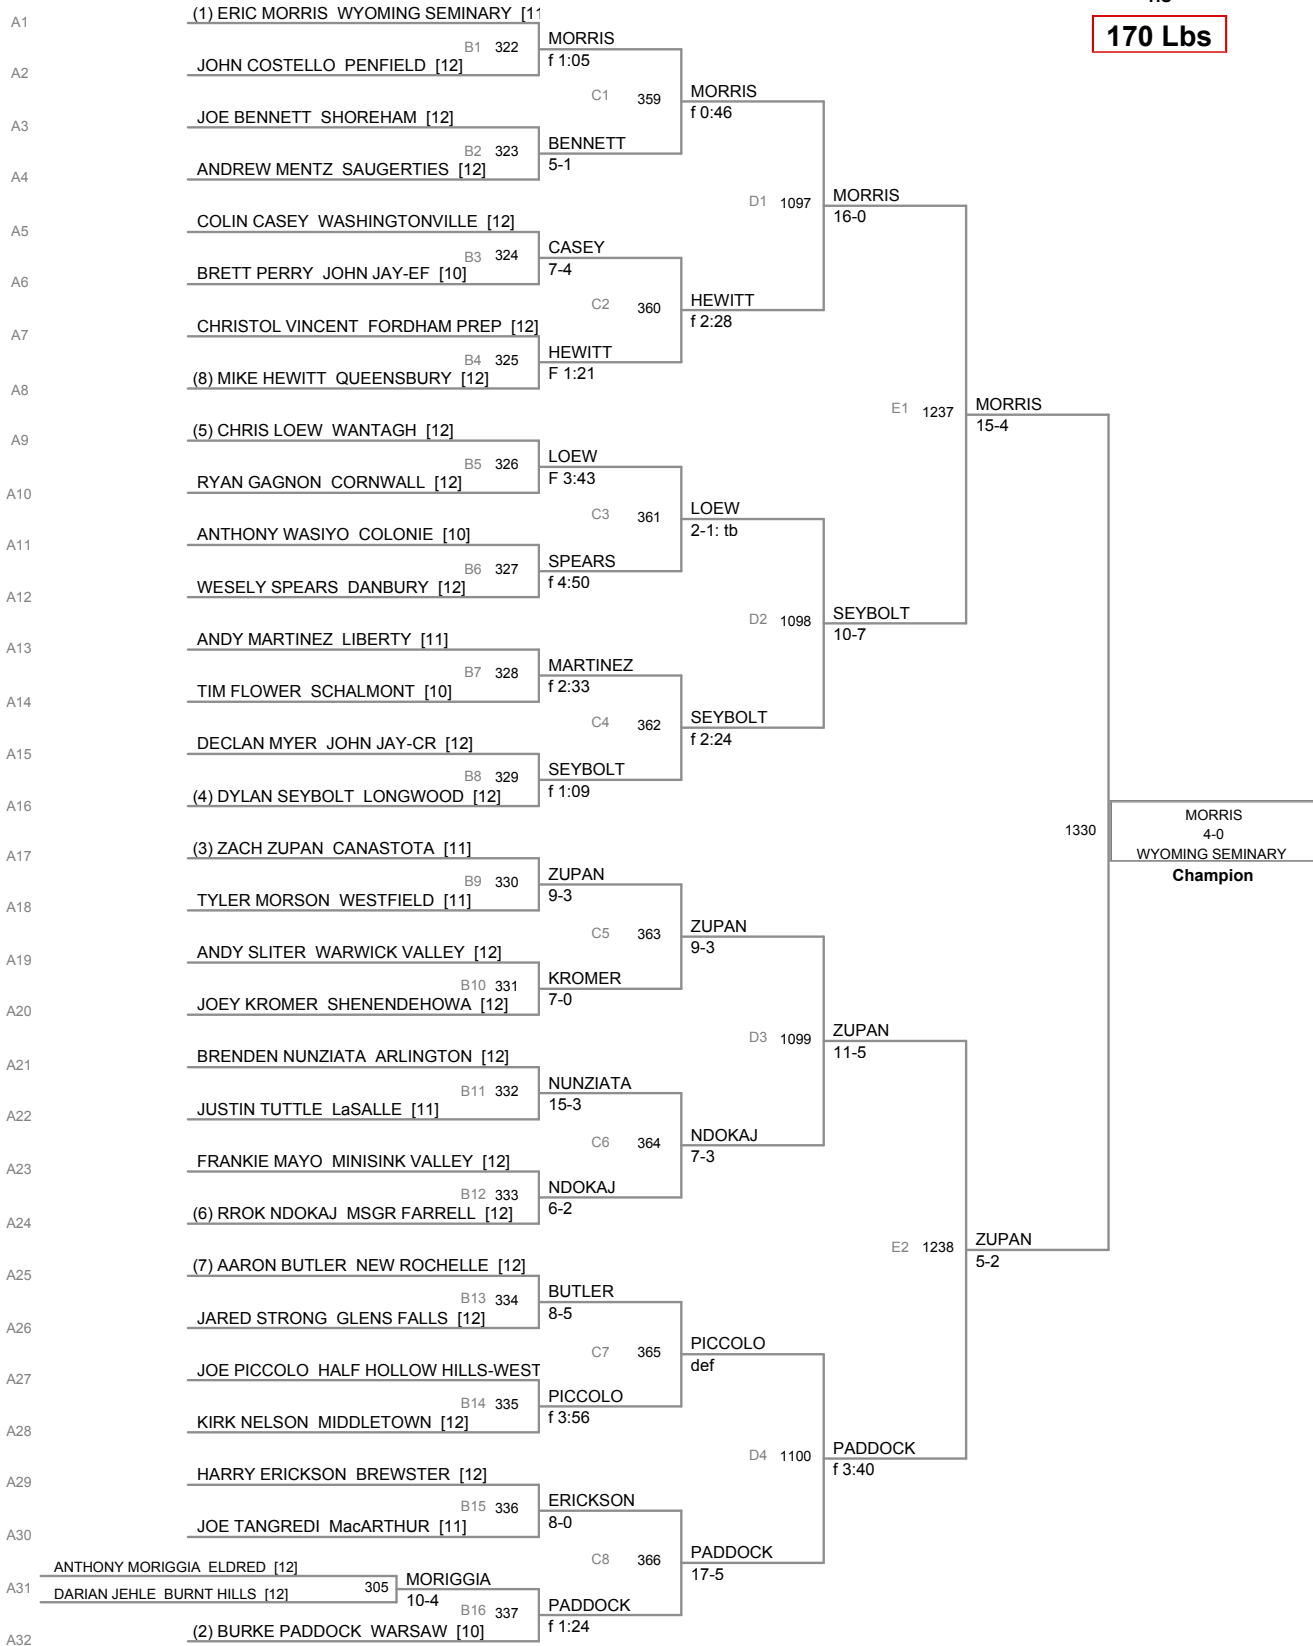 170 Lbs
A1
(1) ERIC MORRIS WYOMING SEMINARY [11
B1 322
MORRIS
f 1:05
A2
JOHN COSTELLO PENFIELD [12]
C1 359
MORRIS
f 0:46
A3
JOE BENNETT SHOREHAM [12]
B2 323
BENNETT
5-1
A4
ANDREW MENTZ SAUGERTIES [12]
D1 1097
MORRIS
16-0
A5
COLIN CASEY WASHINGTONVILLE [12]
B3 324
CASEY
7-4
A6
BRETT PERRY JOHN JAY-EF [10]
C2 360
HEWITT
f 2:28
A7
CHRISTOL VINCENT FORDHAM PREP [12]
B4 325
HEWITT
F 1:21
A8
(8) MIKE HEWITT QUEENSBURY [12]
E1 1237
MORRIS
15-4
A9
(5) CHRIS LOEW WANTAGH [12]
B5 326
LOEW
F 3:43
A10
RYAN GAGNON CORNWALL [12]
C3 361
LOEW
2-1: tb
A11
ANTHONY WASIYO COLONIE [10]
B6 327
SPEARS
f 4:50
A12
WESELY SPEARS DANBURY [12]
D2 1098
SEYBOLT
10-7
A13
ANDY MARTINEZ LIBERTY [11]
B7 328
MARTINEZ
f 2:33
A14
TIM FLOWER SCHALMONT [10]
C4 362
SEYBOLT
f 2:24
A15
DECLAN MYER JOHN JAY-CR [12]
B8 329
SEYBOLT
f 1:09
A16
(4) DYLAN SEYBOLT LONGWOOD [12]
1330
MORRIS
4-0
WYOMING SEMINARY
Champion
A17
(3) ZACH ZUPAN CANASTOTA [11]
B9 330
ZUPAN
9-3
A18
TYLER MORSON WESTFIELD [11]
C5 363
ZUPAN
9-3
A19
ANDY SLITER WARWICK VALLEY [12]
B10 331
KROMER
7-0
A20
JOEY KROMER SHENENDEHOWA [12]
D3 1099
ZUPAN
11-5
A21
BRENDEN NUNZIATA ARLINGTON [12]
B11 332
NUNZIATA
15-3
A22
JUSTIN TUTTLE LaSALLE [11]
C6 364
NDOKAJ
7-3
A23
FRANKIE MAYO MINISINK VALLEY [12]
B12 333
NDOKAJ
6-2
A24
(6) RROK NDOKAJ MSGR FARRELL [12]
E2 1238
ZUPAN
5-2
A25
(7) AARON BUTLER NEW ROCHELLE [12]
B13 334
BUTLER
8-5
A26
JARED STRONG GLENS FALLS [12]
C7 365
PICCOLO
def
A27
JOE PICCOLO HALF HOLLOW HILLS-WEST
B14 335
PICCOLO
f 3:56
A28
KIRK NELSON MIDDLETOWN [12]
D4 1100
PADDOCK
f 3:40
A29
HARRY ERICKSON BREWSTER [12]
B15 336
ERICKSON
8-0
A30
JOE TANGREDI MacARTHUR [11]
C8 366
PADDOCK
17-5
ANTHONY MORIGGIA ELDRED [12]
A31
305
MORIGGIA
10-4
DARIAN JEHLE BURNT HILLS [12]
B16 337
PADDOCK
f 1:24
A32
(2) BURKE PADDOCK WARSAW [10]